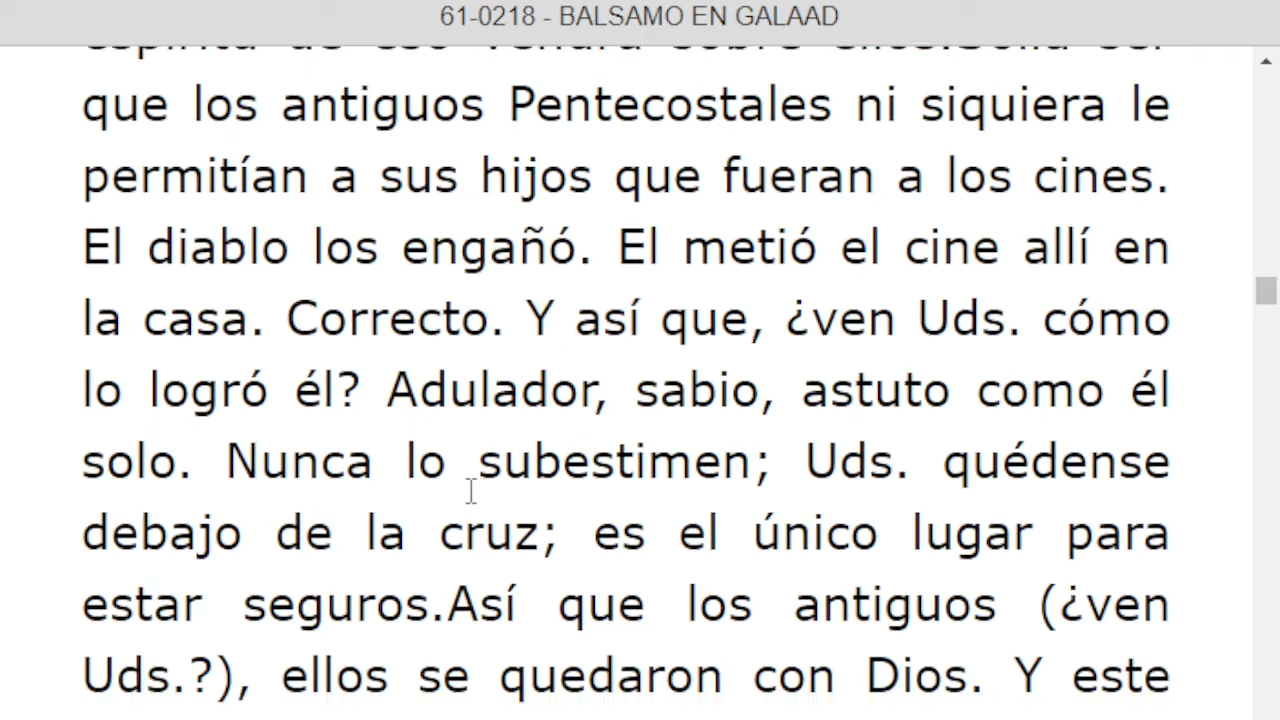 61-0218 - BALSAMO EN GALAAD
que los antiguos Pentecostales ni siquiera le
permitían a sus hijos que fueran a los cines.
El diablo los engañó. El metió el cine allí en
la casa. Correcto. Y así que, ¿ven Uds. cómo
lo logró él? Adulador, sabio, astuto como él
solo. Nunca lo subestimen; Uds. quédense
debajo de la cruz; es el único lugar para
estar seguros.Así que los antiguos (¿ven
Uds.?), ellos se quedaron con Dios. Y este